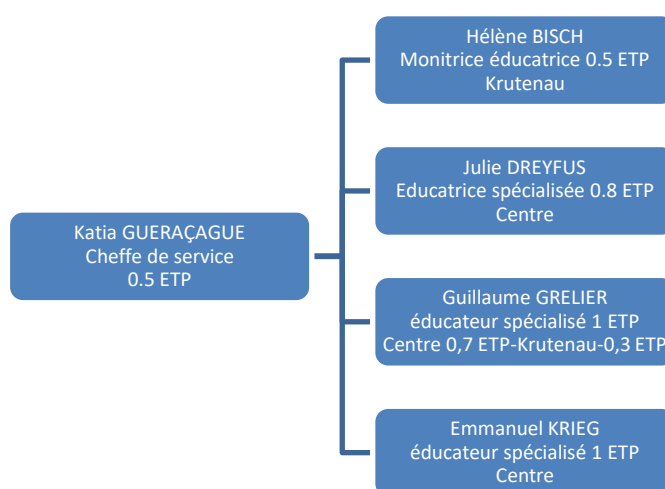 Katia GUERAÇAGUE
Cheffe de service
0.5 ETP
Hélène BISCH
Monitrice éducatrice 0.5 ETP
Krutenau
Julie DREYFUS
Educatrice spécialisée 0.8 ETP
Centre
Guillaume GRELIER
éducateur spécialisé 1 ETP
Centre 0,7 ETP-Krutenau-0,3 ETP
Emmanuel KRIEG
éducateur spécialisé 1 ETP
Centre